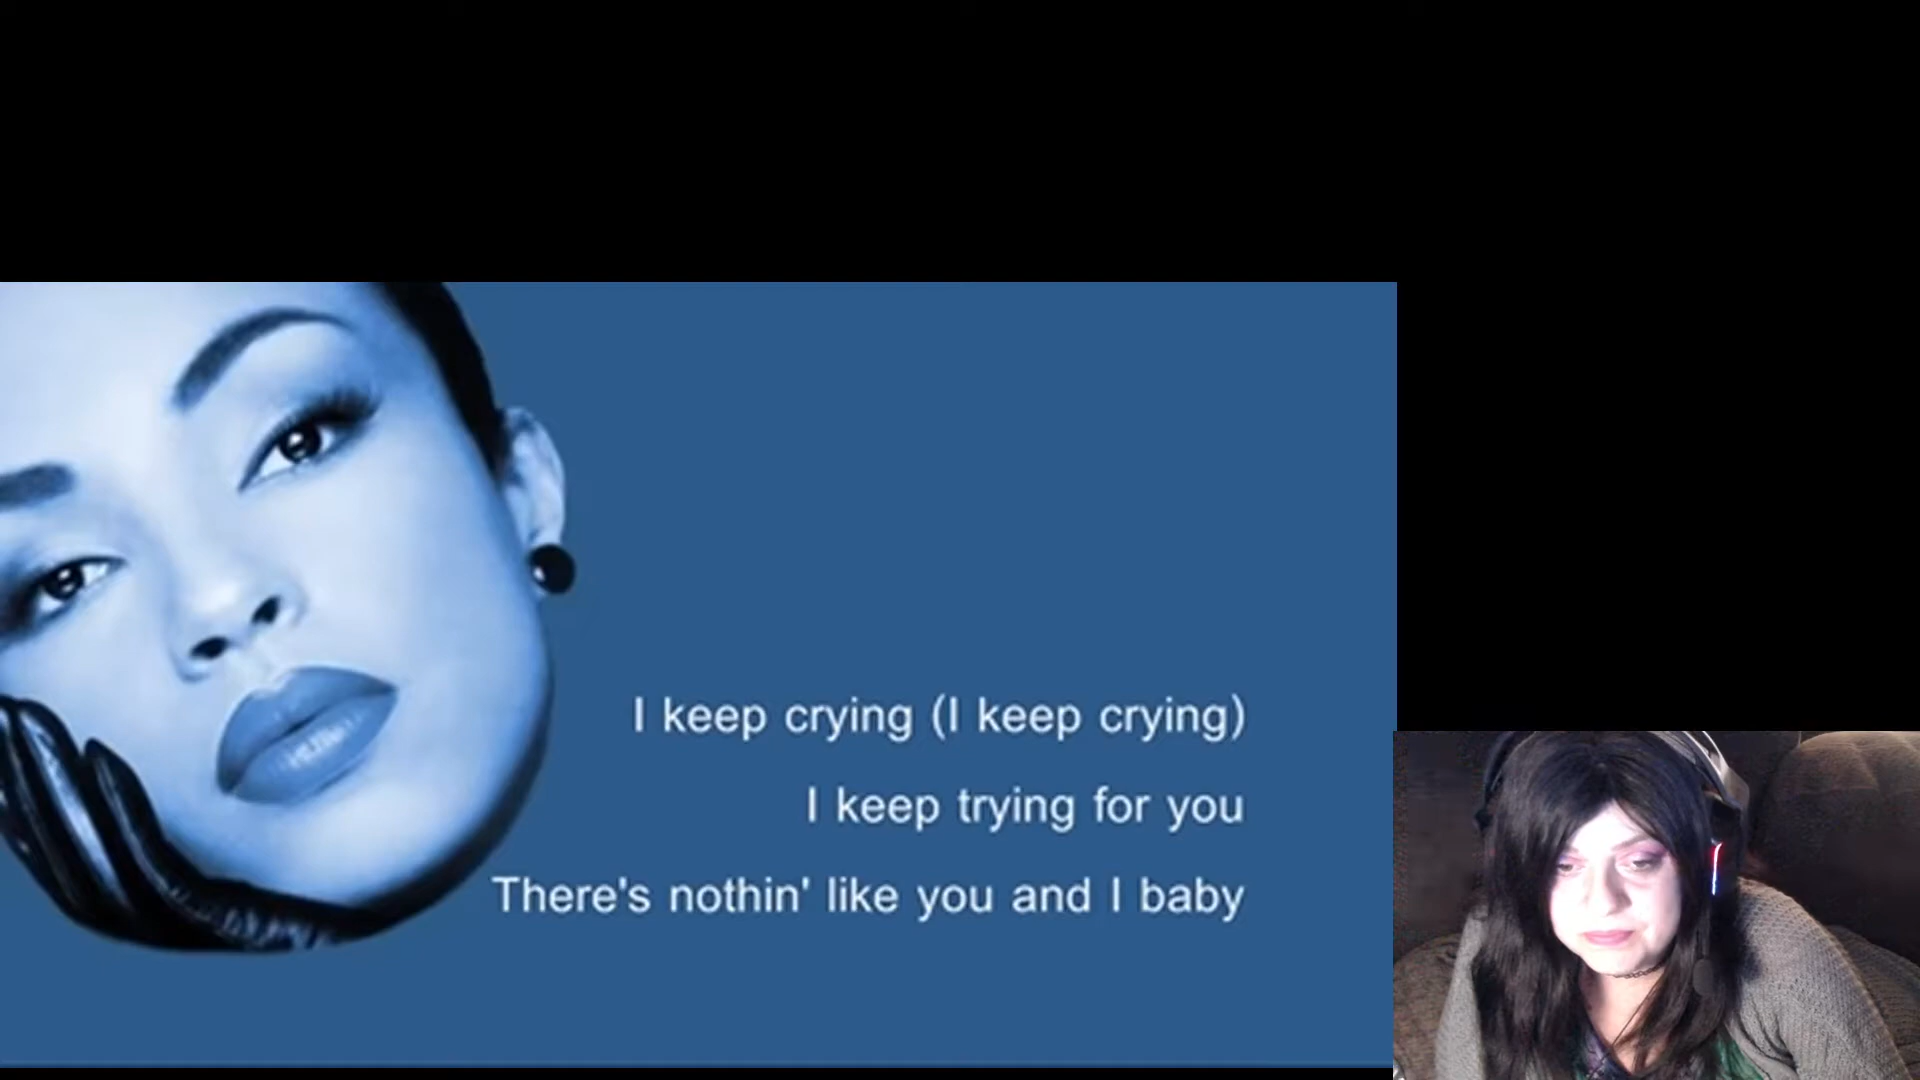 I keep crying (I keep crying)
I keep trying for you
There's nothin' like you and I baby